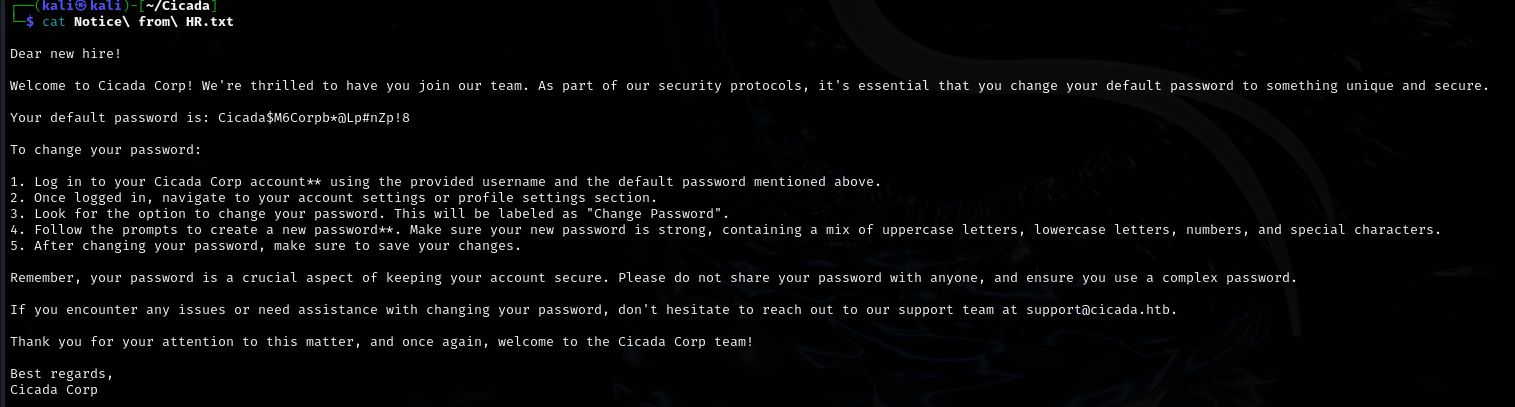 ┌──(kali㉿kali)-[~/Cicada]
└─$ cat Notice\ from\ HR.txt
Dear new hire!
Welcome to Cicada Corp! We're thrilled to have you join our team. As part of our security protocols, it's essential that you change your default password to something unique and secure.
Your default password is: Cicada$M6Corpb*@Lp#nZp!8
To change your password:
1. Log in to your Cicada Corp account** using the provided username and the default password mentioned above.
2. Once logged in, navigate to your account settings or profile settings section.
3. Look for the option to change your password. This will be labeled as "Change Password".
4. Follow the prompts to create a new password**. Make sure your new password is strong, containing a mix of uppercase letters, lowercase letters, numbers, and special characters.
5. After changing your password, make sure to save your changes.
Remember, your password is a crucial aspect of keeping your account secure. Please do not share your password with anyone, and ensure you use a complex password.
If you encounter any issues or need assistance with changing your password, don't hesitate to reach out to our support team at support@cicada.htb.
Thank you for your attention to this matter, and once again, welcome to the Cicada Corp team!
Best regards,
Cicada Corp